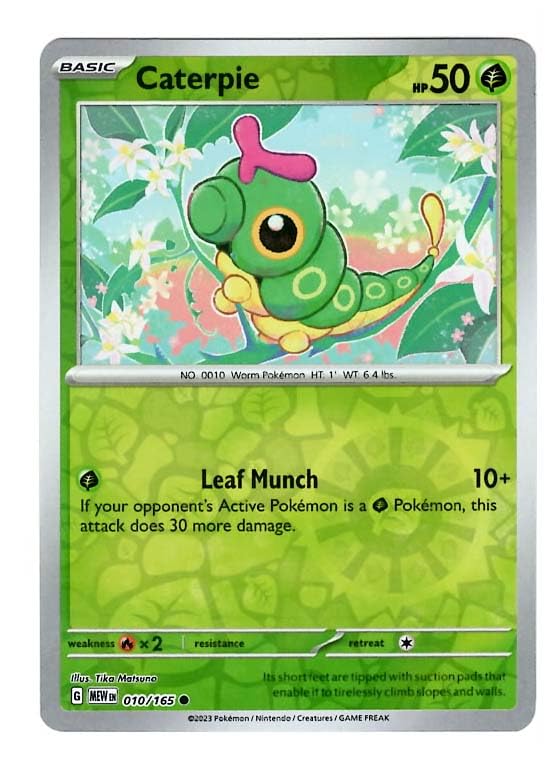 BASIC Caterpie HP 50
NO. 0010 Worm Pokémon HT: 1' WT: 6.4 lbs.
Leaf Munch 10+
If your opponent's Active Pokémon is a Pokémon, this
attack does 30 more damage.
weakness ×2 resistance retreat
Illus. Tika Matsuno
G MEW EN 010/165
Its short feet are tipped with suction pads that
enable it to tirelessly climb slopes and walls.
©2023 Pokémon / Nintendo / Creatures / GAME FREAK